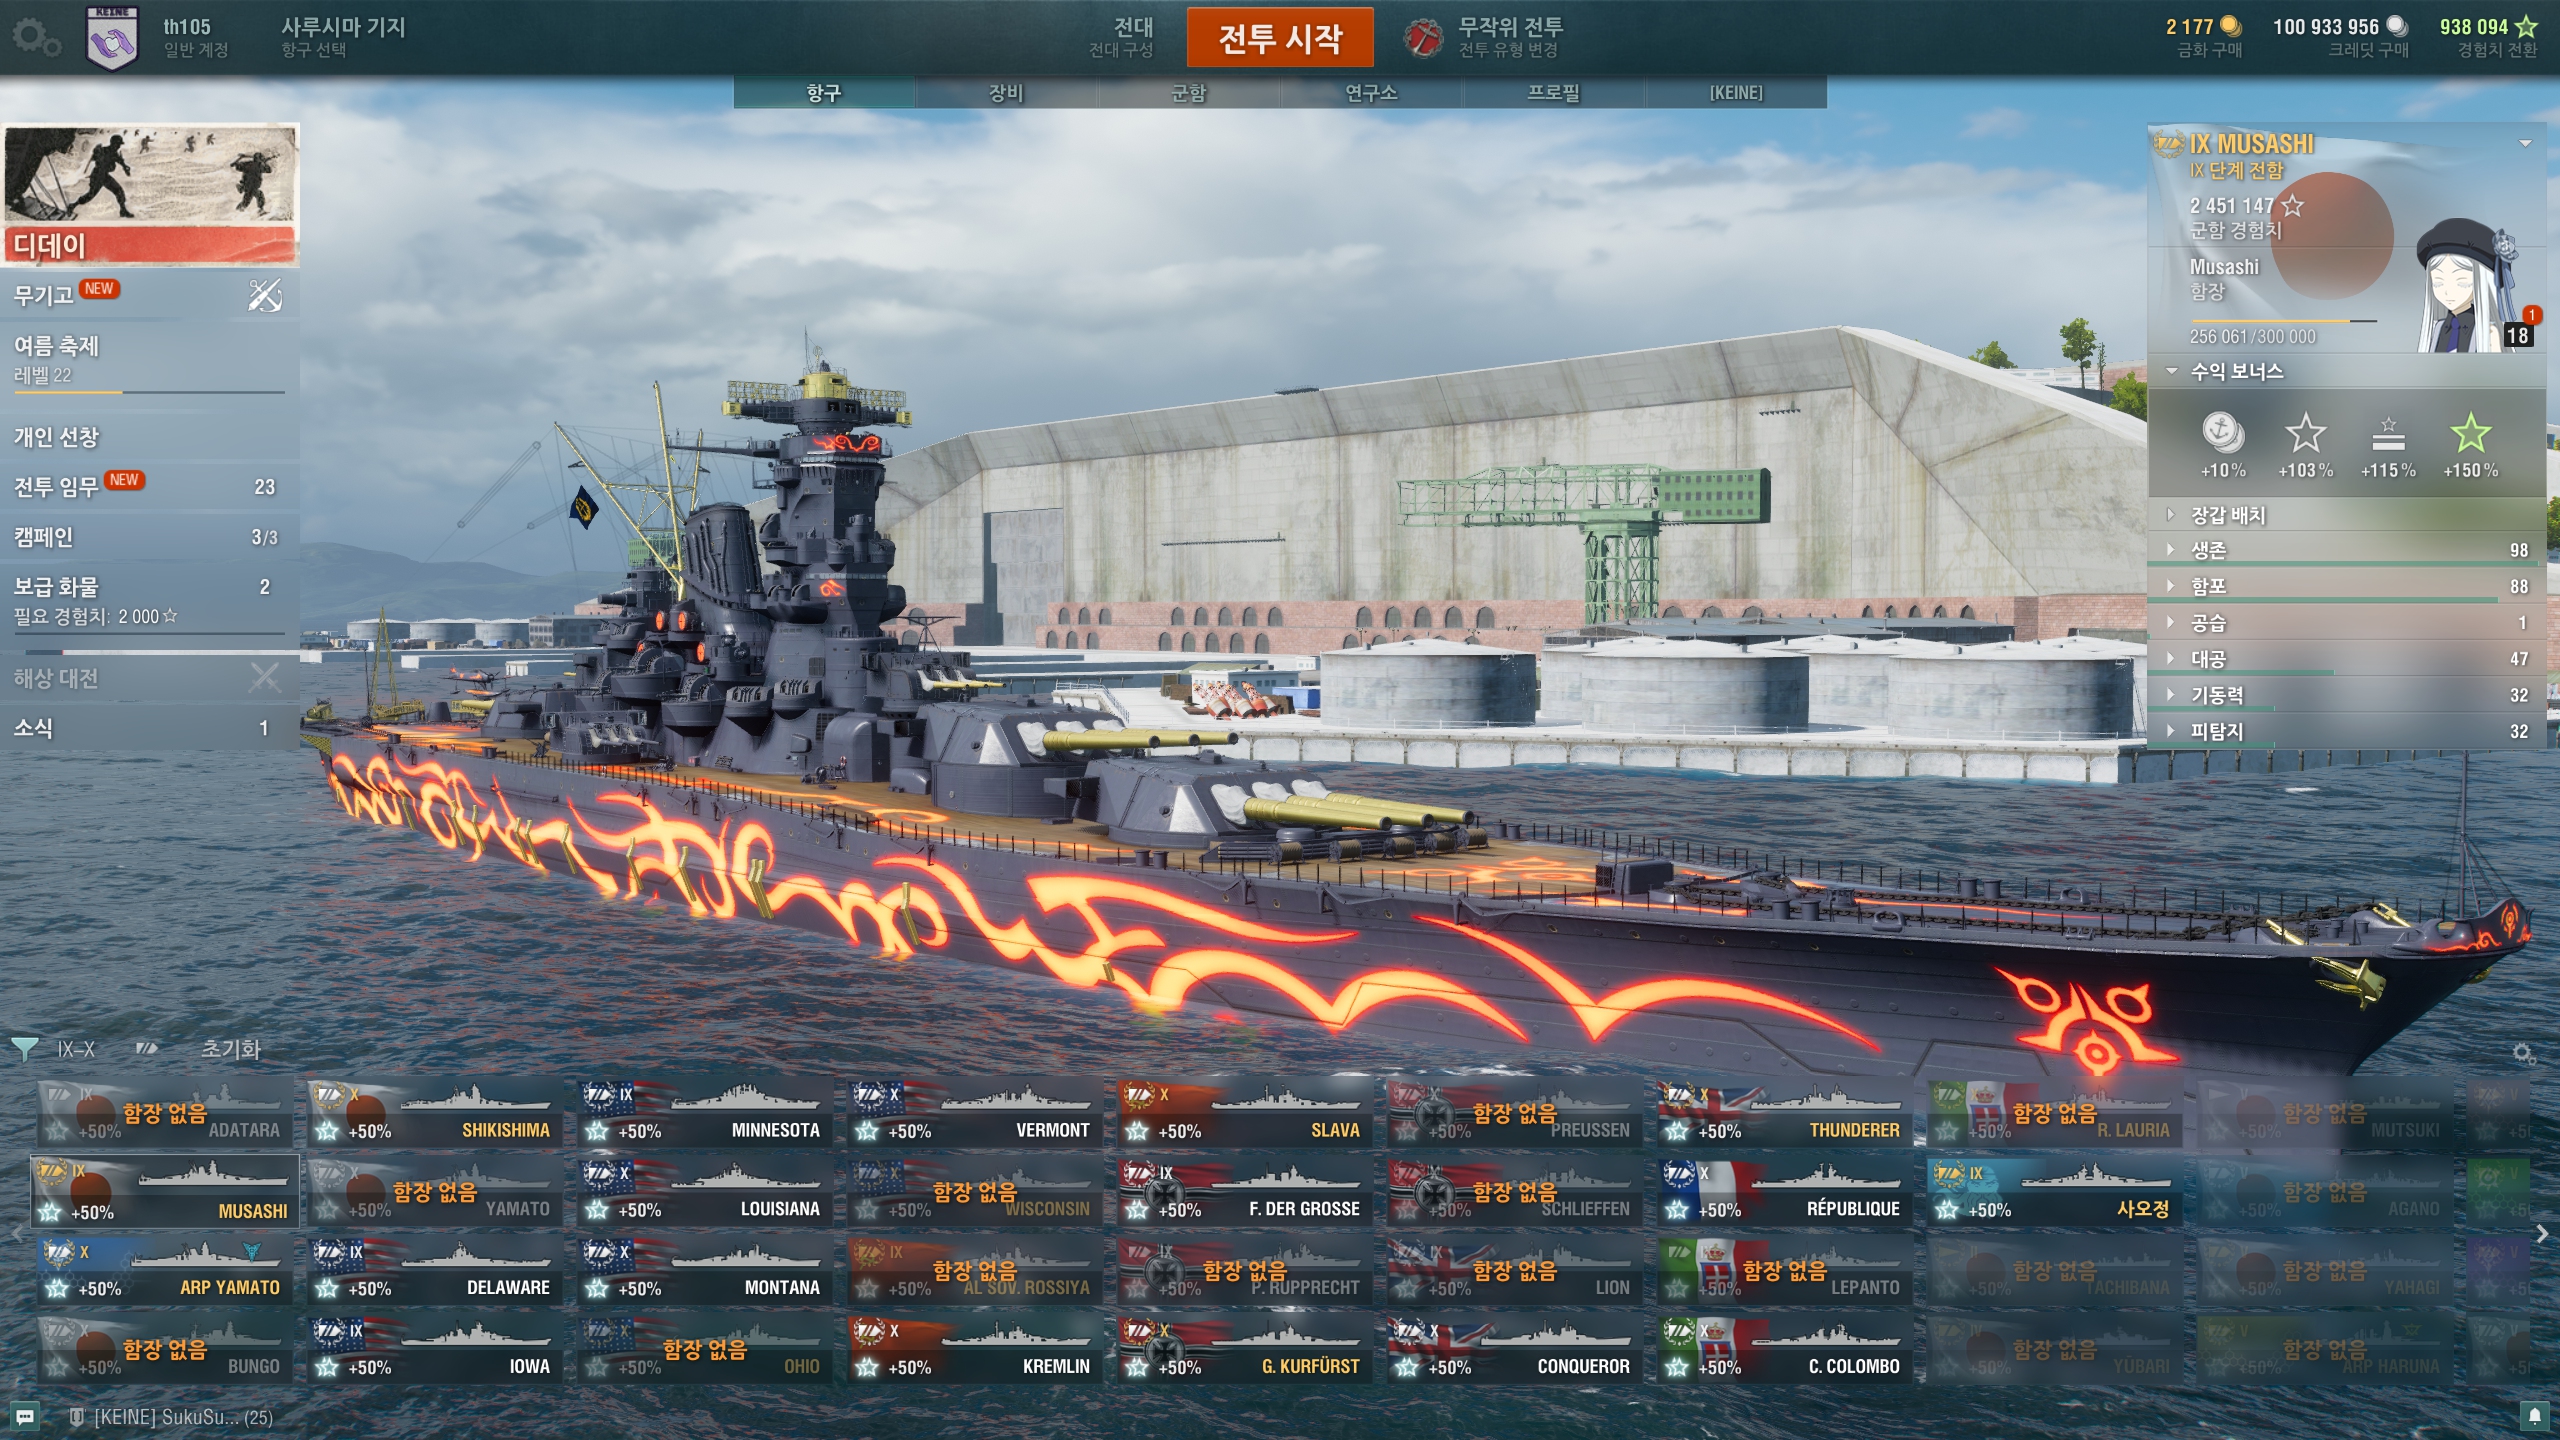 KEINE
th105
일반 계정
사루시마 기지
항구 선택
전대
전대 구성
전투 시작
무작위 전투
전투 유형 변경
2 177
금화 구매
100 933 956
크레딧 구매
938 094
경험치 전환
항구
장비
군함
연구소
프로필
[KEINE]
디데이
무기고 NEW
여름 축제
레벨 22
개인 선창
전투 임무 NEW 23
캠페인 3/3
보급 화물 2
필요 경험치: 2 000
해상 대전
소식 1
IX MUSASHI
IX 단계 전함
2 451 147
군함 경험치
Musashi
함장
256 061/300 000
1
18
수익 보너스
+10% +103% +115% +150%
장갑 배치
생존 98
함포 88
공습 1
대공 47
기동력 32
피탐지 32
IX-X 초기화
IX 함장 없음 +50% ADATARA
X +50% SHIKISHIMA
IX +50% MINNESOTA
X +50% VERMONT
X +50% SLAVA
X 함장 없음 +50% PREUSSEN
X +50% THUNDERER
IX 함장 없음 +50% R. LAURIA
함장 없음 +50% MUTSUKI
V +5
IX +50% MUSASHI
X 함장 없음 +50% YAMATO
X +50% LOUISIANA
X 함장 없음 +50% WISCONSIN
IX +50% F. DER GROSSE
X 함장 없음 +50% SCHLIEFFEN
X +50% RÉPUBLIQUE
IX +50% 사오정
함장 없음 +50% AGANO
V +5
X +50% ARP YAMATO
IX +50% DELAWARE
X +50% MONTANA
IX 함장 없음 +50% AL SOV. ROSSIYA
IX 함장 없음 +50% P. RUPPRECHT
IX 함장 없음 +50% LION
함장 없음 +50% LEPANTO
함장 없음 +50% TACHIBANA
함장 없음 +50% YAHAGI
V +5
X 함장 없음 +50% BUNGO
IX +50% IOWA
X 함장 없음 +50% OHIO
X +50% KREMLIN
X +50% G. KURFÜRST
X +50% CONQUEROR
X +50% C. COLOMBO
함장 없음 +50% YŪBARI
V 함장 없음 +50% ARP HARUNA
V +5
[KEINE] SukuSu... (25)